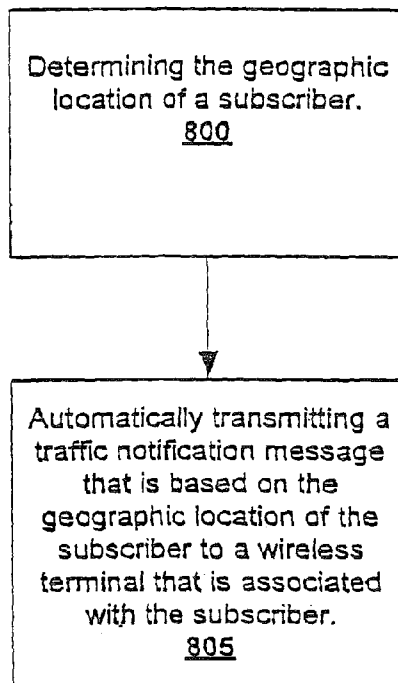 Determining the geographic
location of a subscriber.
800
Automatically transmitting a
traffic notification message
that is based on the
geographic location of the
subscriber to a wireless
terminal that is associated
with the subscriber.
805